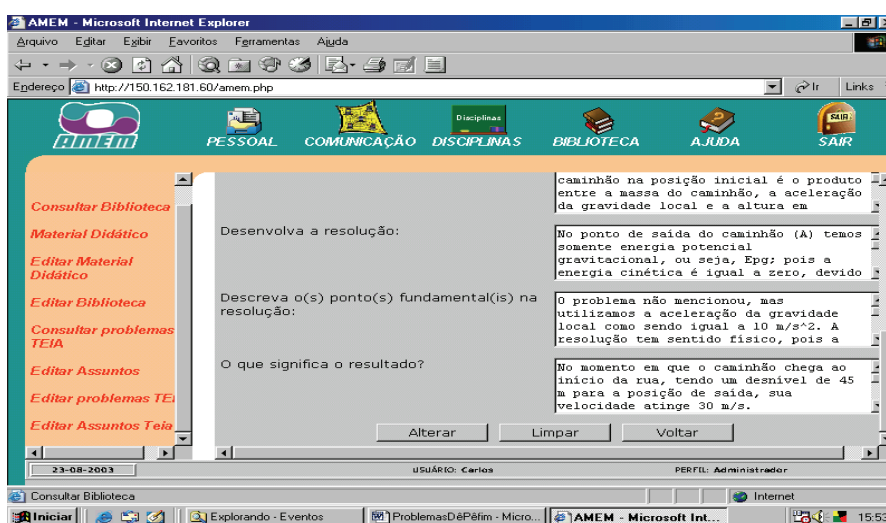 AMEM - Microsoft Internet Explorer
Arquivo Editar Exibir Favoritos Ferramentas Ajuda
Endereço http://150.162.181.60/amem.php Ir Links
AMEM
Disciplinas
SAIR
PESSOAL COMUNICAÇÃO DISCIPLINAS BIBLIOTECA AJUDA SAIR
Consultar Biblioteca
Material Didático
Editar Material
Didático
Editar Biblioteca
Consultar problemas
TEIA
Editar Assuntos
Editar problemas TEI
Editar Assuntos Teia
caminhão na posição inicial é o produto
entre a massa do caminhão, a aceleração
da gravidade local e a altura em
Desenvolva a resolução:
No ponto de saída do caminhão (A) temos
somente energia potencial
gravitacional, ou seja, Epg; pois a
energia cinética é igual a zero, devido
Descreva o(s) ponto(s) fundamental(is) na
resolução:
O problema não mencionou, mas
utilizamos a aceleração da gravidade
local como sendo igual a 10 m/s^2. A
resolução tem sentido físico, pois a
O que significa o resultado?
No momento em que o caminhão chega ao
início da rua, tendo um desnível de 45
m para a posição de saída, sua
velocidade atinge 30 m/s.
Alterar Limpar Voltar
23-08-2003 USUÁRIO: Carlos PERFIL: Administrador
Consultar Biblioteca Internet
Iniciar Explorando - Eventos ProblemasDêPêfim - Micro... AMEM - Microsoft Int... 15:53